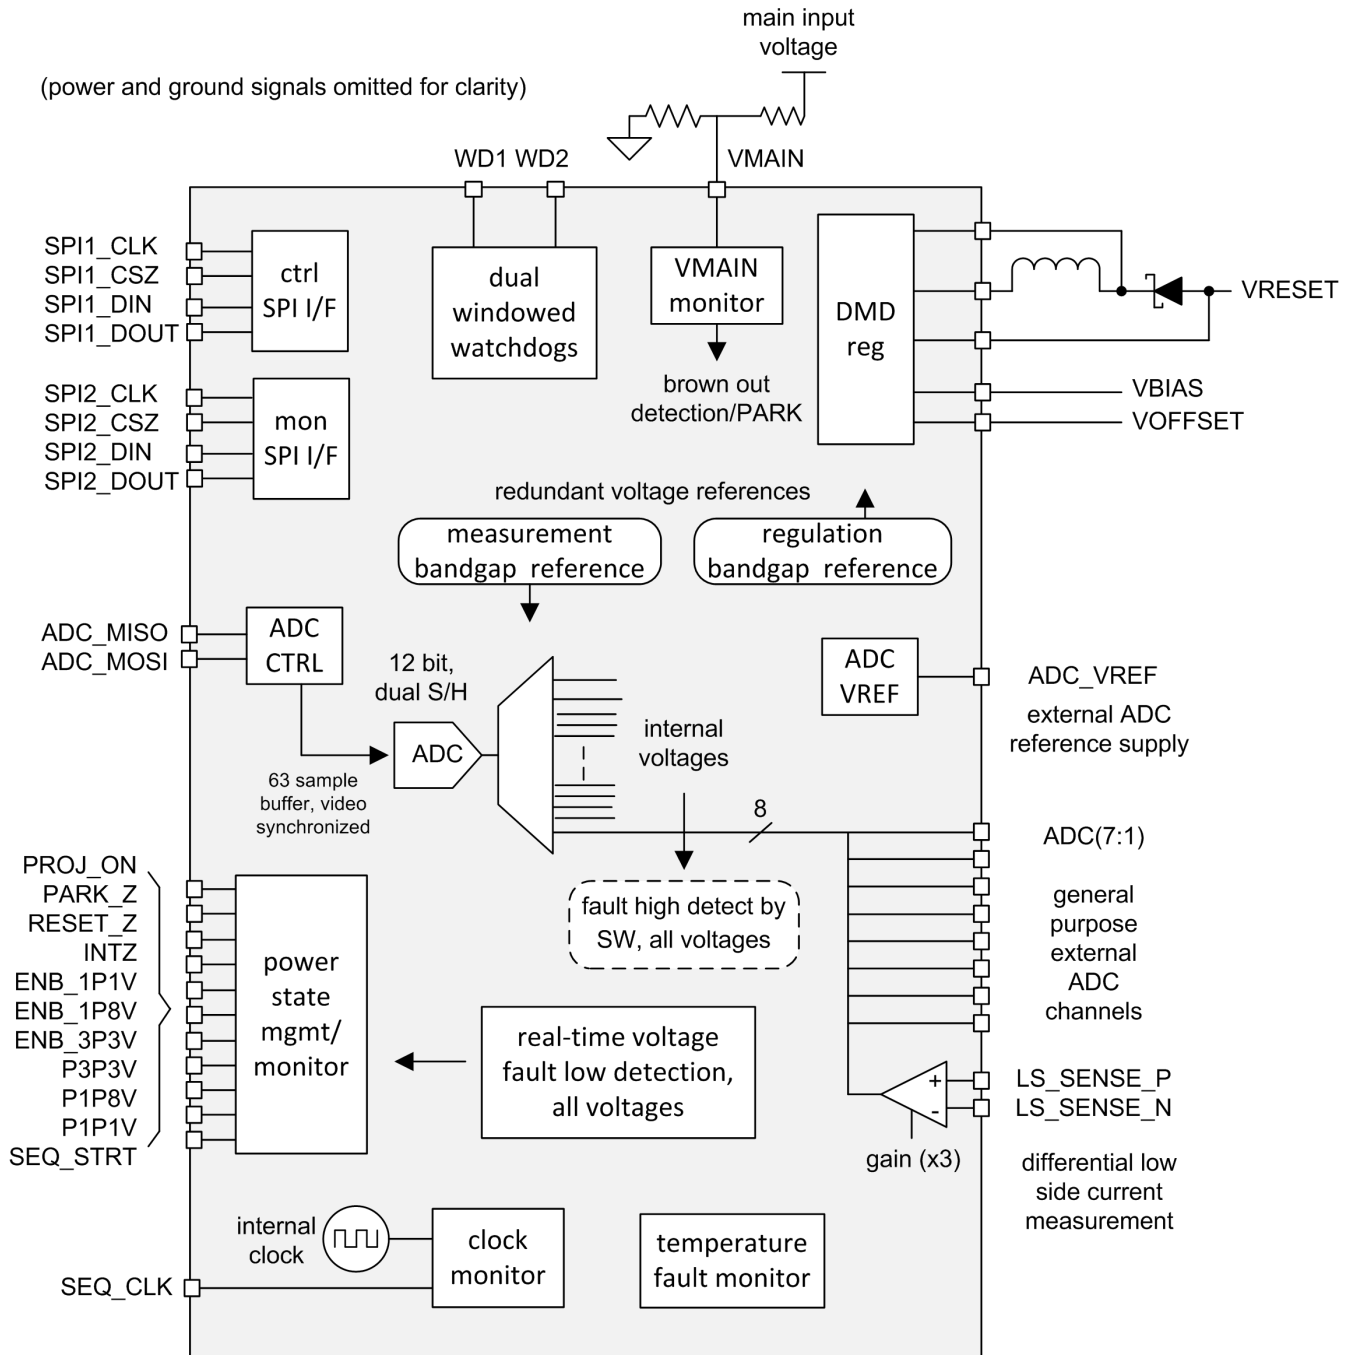 main input
voltage
(power and ground signals omitted for clarity)
WD1 WD2
VMAIN
SPI1_CLK
SPI1_CSZ
SPI1_DIN
SPI1_DOUT
ctrl
SPI I/F
dual
windowed
watchdogs
VMAIN
monitor
DMD
reg
VRESET
brown out
detection/PARK
VBIAS
VOFFSET
SPI2_CLK
SPI2_CSZ
SPI2_DIN
SPI2_DOUT
mon
SPI I/F
redundant voltage references
measurement
bandgap reference
regulation
bandgap reference
ADC_MISO
ADC_MOSI
ADC
CTRL
12 bit,
dual S/H
ADC
VREF
ADC_VREF
external ADC
reference supply
internal
voltages
ADC
63 sample
buffer, video
synchronized
8
ADC(7:1)
general
purpose
external
ADC
channels
fault high detect by
SW, all voltages
PROJ_ON
PARK_Z
RESET_Z
INTZ
ENB_1P1V
ENB_1P8V
ENB_3P3V
P3P3V
P1P8V
P1P1V
SEQ_STRT
power
state
mgmt/
monitor
real-time voltage
fault low detection,
all voltages
+
-
LS_SENSE_P
LS_SENSE_N
gain (x3)
differential low
side current
measurement
internal
clock
clock
monitor
temperature
fault monitor
SEQ_CLK